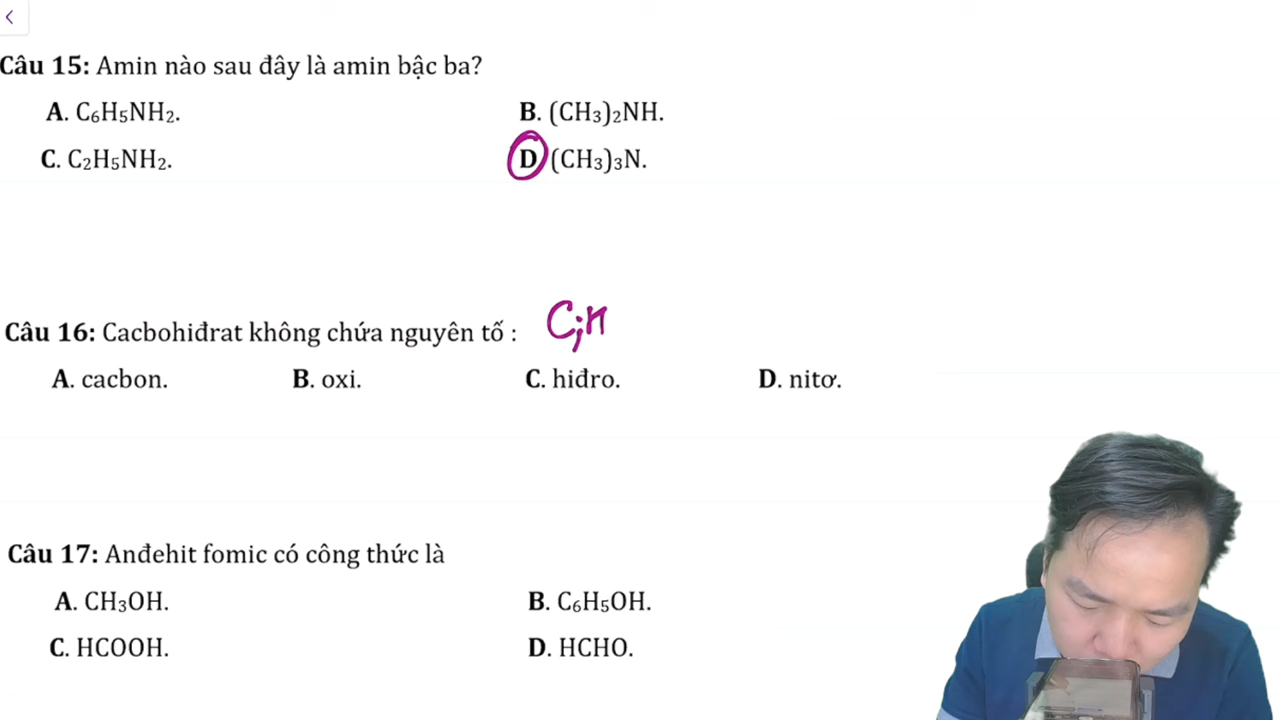 Câu 15: Amin nào sau đây là amin bậc ba?
A. C₆H₅NH₂. B. (CH₃)₂NH.
C. C₂H₅NH₂. D (CH₃)₃N.
Câu 16: Cacbohiđrat không chứa nguyên tố : C;H
A. cacbon. B. oxi. C. hiđro. D. nitơ.
Câu 17: Anđehit fomic có công thức là
A. CH₃OH. B. C₆H₅OH.
C. HCOOH. D. HCHO.